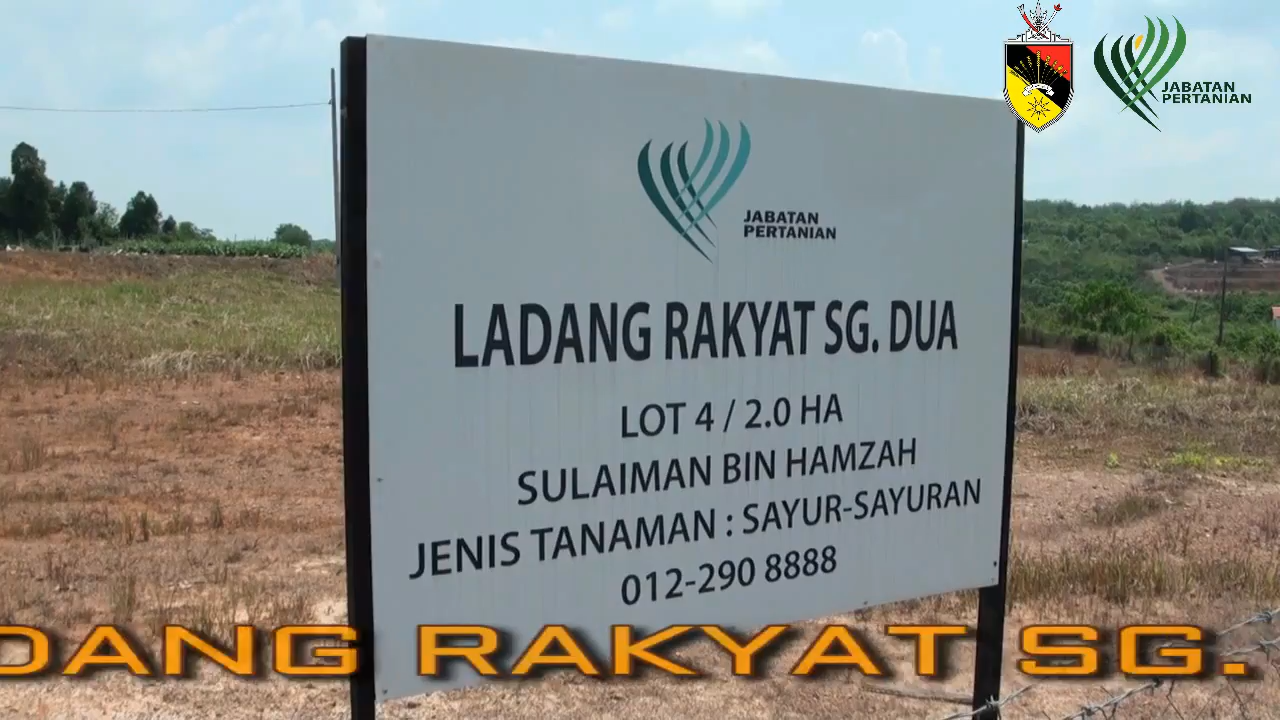 JABATAN
PERTANIAN
JABATAN
PERTANIAN
LADANG RAKYAT SG. DUA
LOT 4 / 2.0 HA
SULAIMAN BIN HAMZAH
JENIS TANAMAN : SAYUR-SAYURAN
012-290 8888
DANG RAKYAT SG.